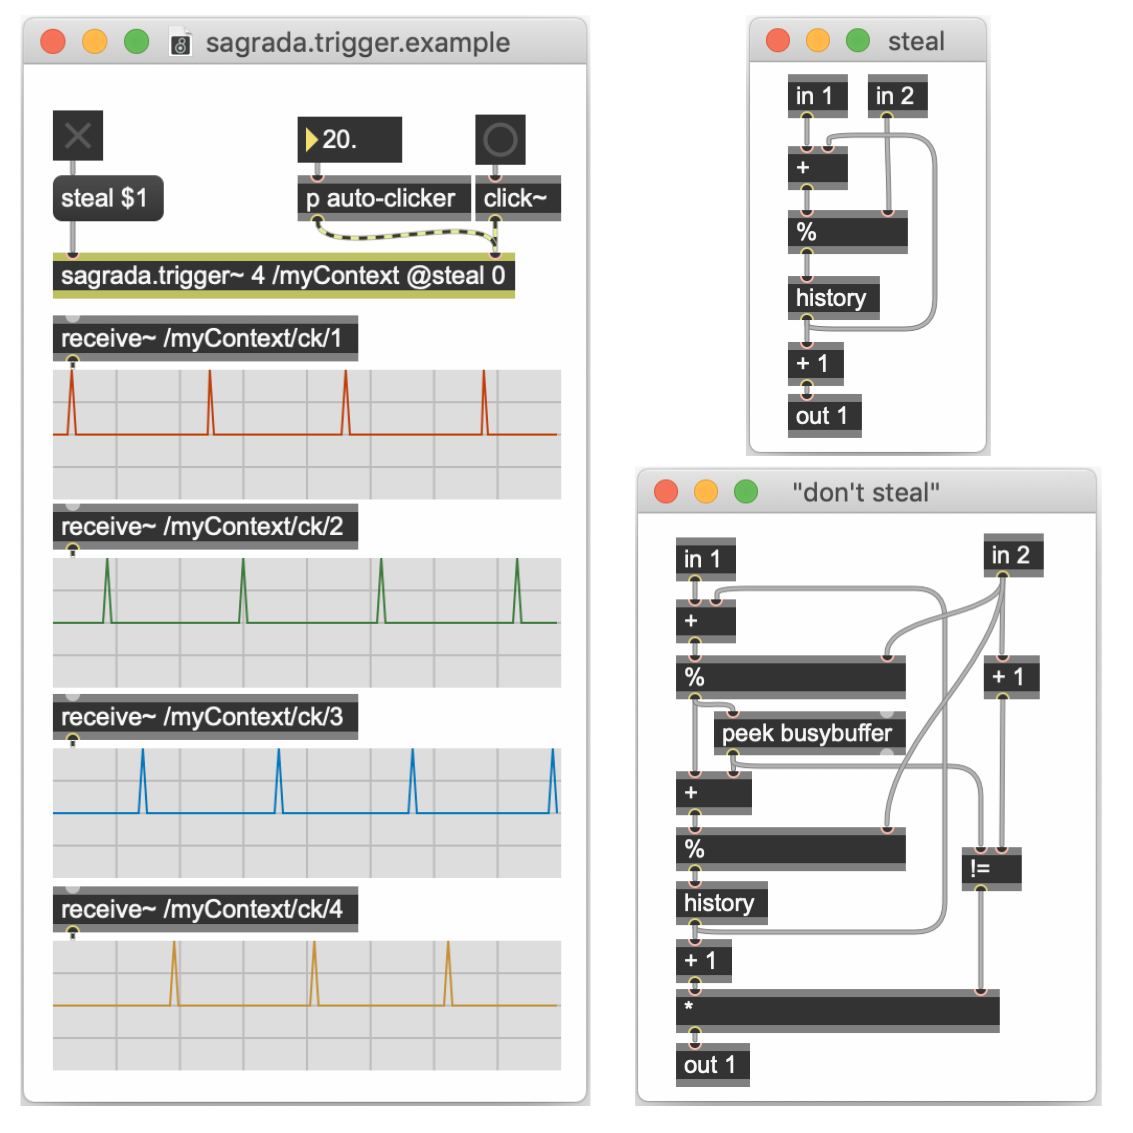 sagrada.trigger.example
20.
steal $1
p auto-clicker
click~
sagrada.trigger~ 4 /myContext @steal 0
receive~ /myContext/ck/1
receive~ /myContext/ck/2
receive~ /myContext/ck/3
receive~ /myContext/ck/4
steal
in 1
in 2
+
%
history
+ 1
out 1
"don't steal"
in 1
in 2
+
%
+ 1
peek busybuffer
+
%
!=
history
+ 1
*
out 1